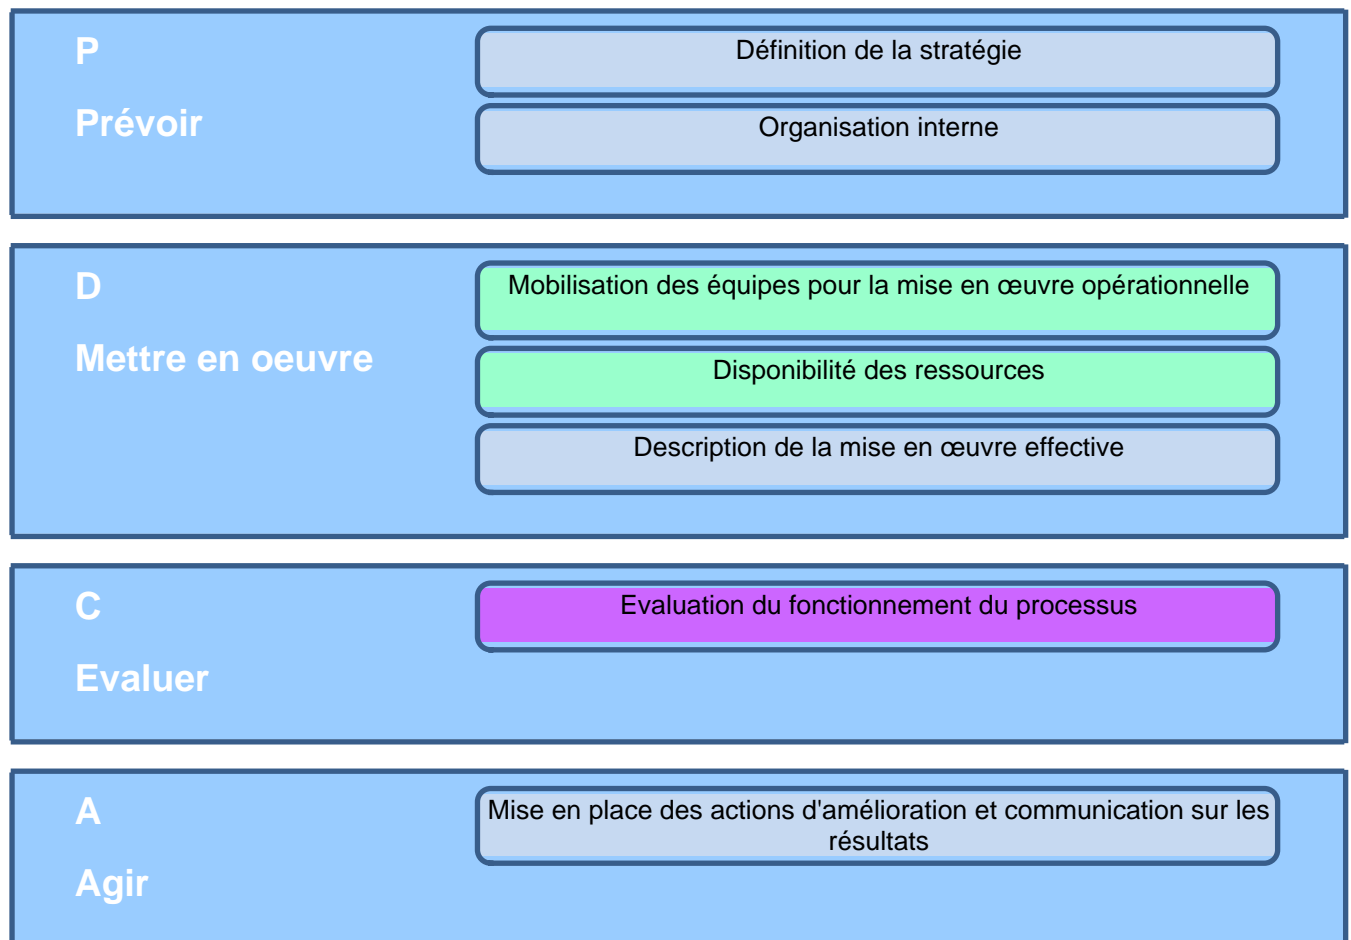 P
Définition de la stratégie
Prévoir
Organisation interne
D
Mobilisation des équipes pour la mise en œuvre opérationnelle
Mettre en oeuvre
Disponibilité des ressources
Description de la mise en œuvre effective
C
Evaluation du fonctionnement du processus
Evaluer
A
Mise en place des actions d'amélioration et communication sur les
résultats
Agir